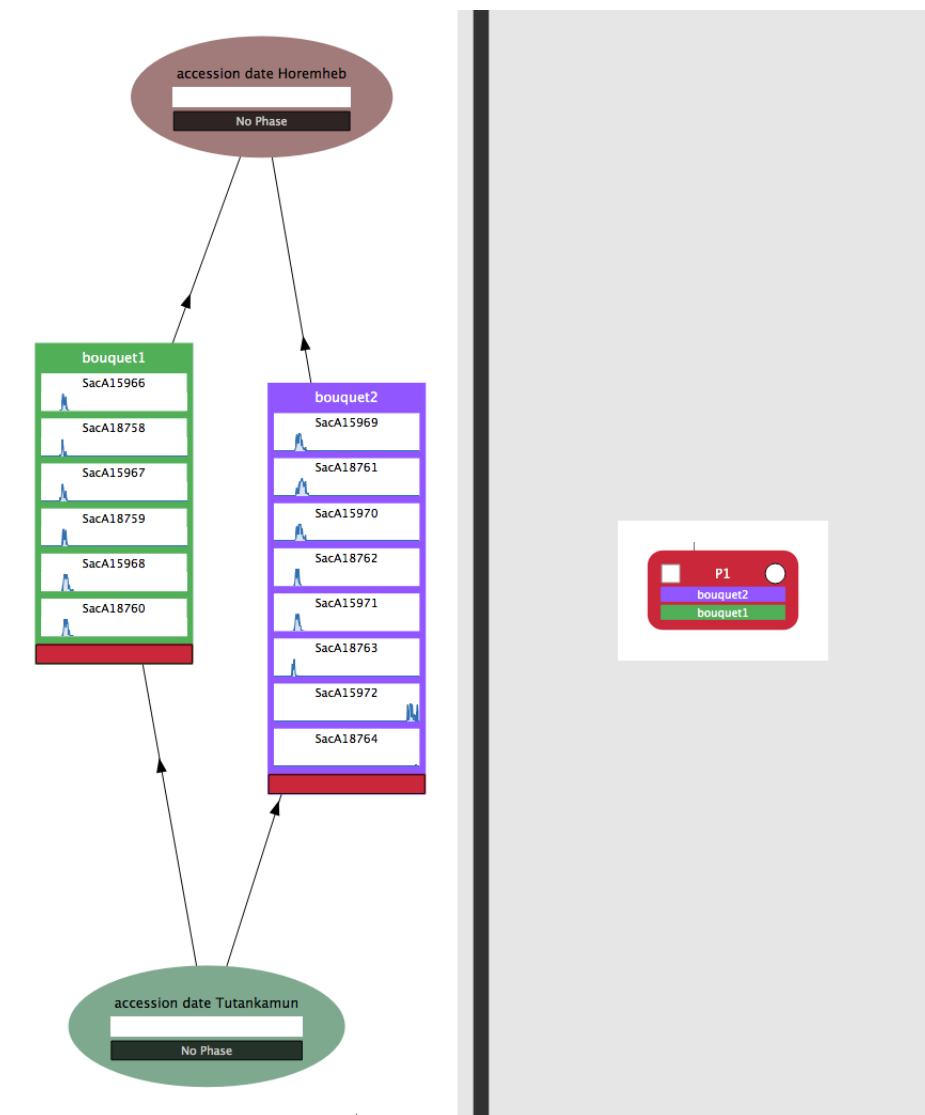 accession date Horemheb
No Phase
bouquet1
SacA15966
SacA18758
SacA15967
SacA18759
SacA15968
SacA18760
bouquet2
SacA15969
SacA18761
SacA15970
SacA18762
SacA15971
SacA18763
SacA15972
SacA18764
accession date Tutankamun
No Phase
P1
bouquet2
bouquet1